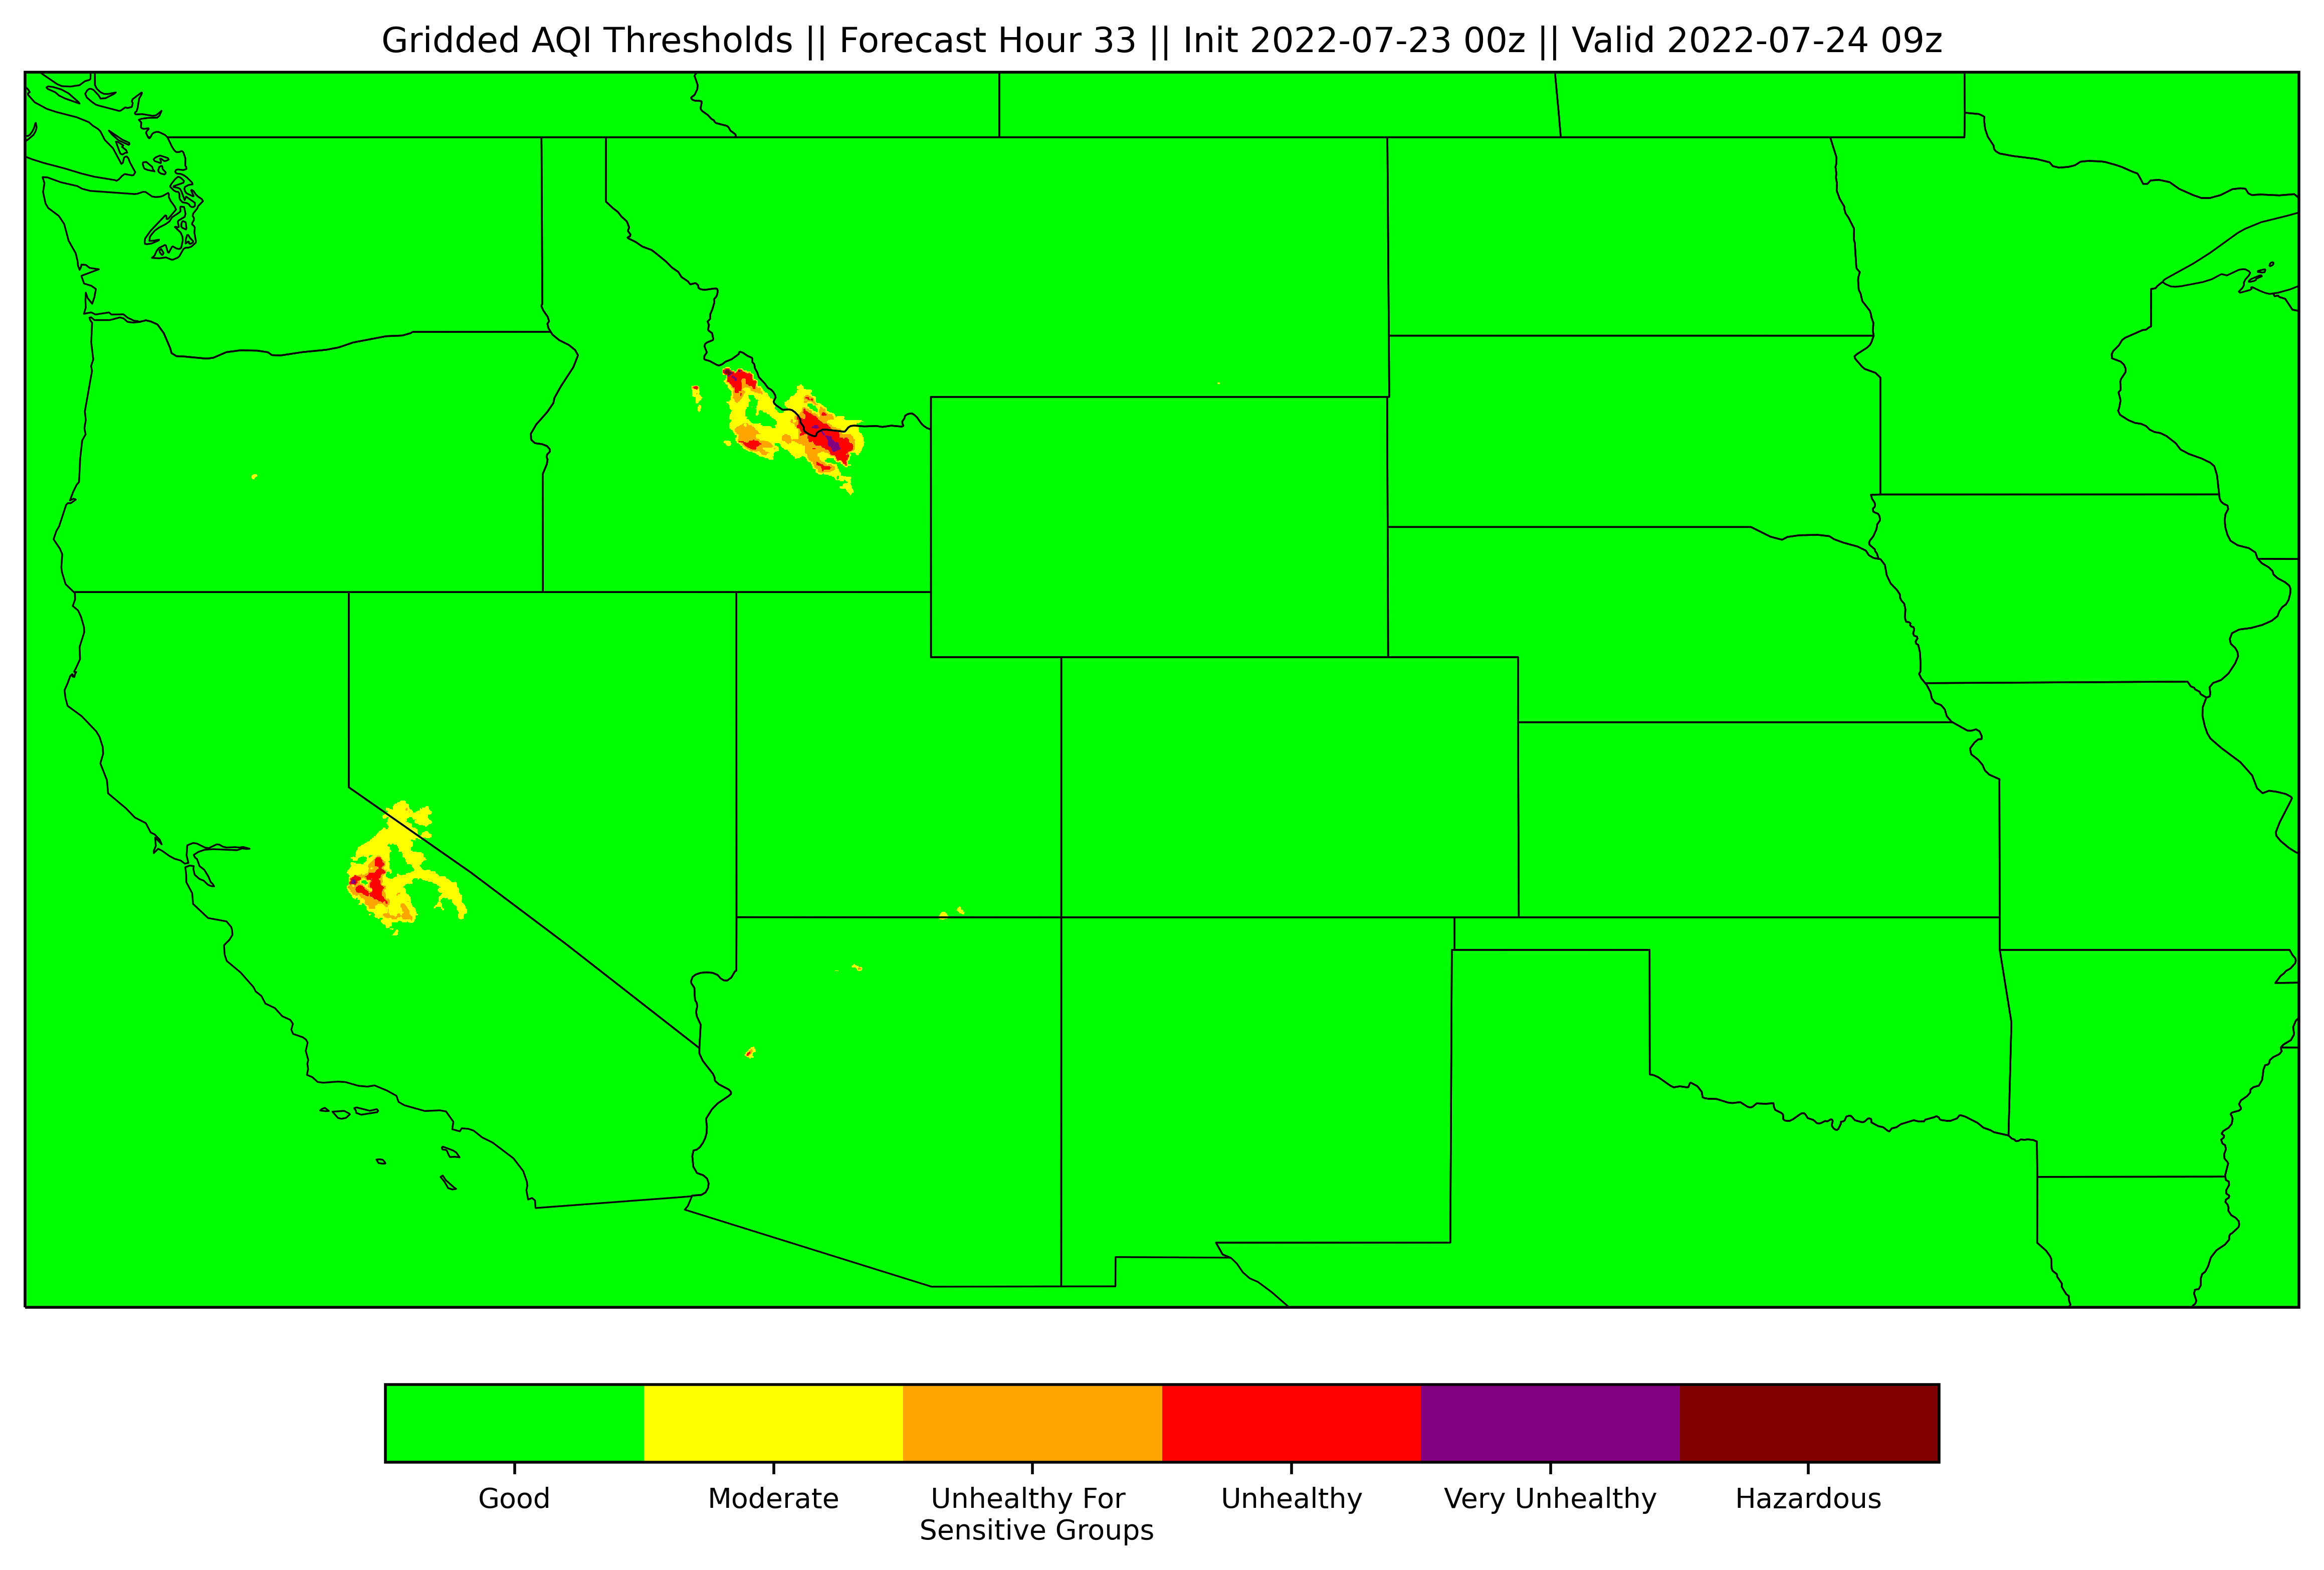 Gridded AQI Thresholds || Forecast Hour 33 || Init 2022-07-23 00z || Valid 2022-07-24 09z
Good
Moderate
Unhealthy For
Sensitive Groups
Unhealthy
Very Unhealthy
Hazardous